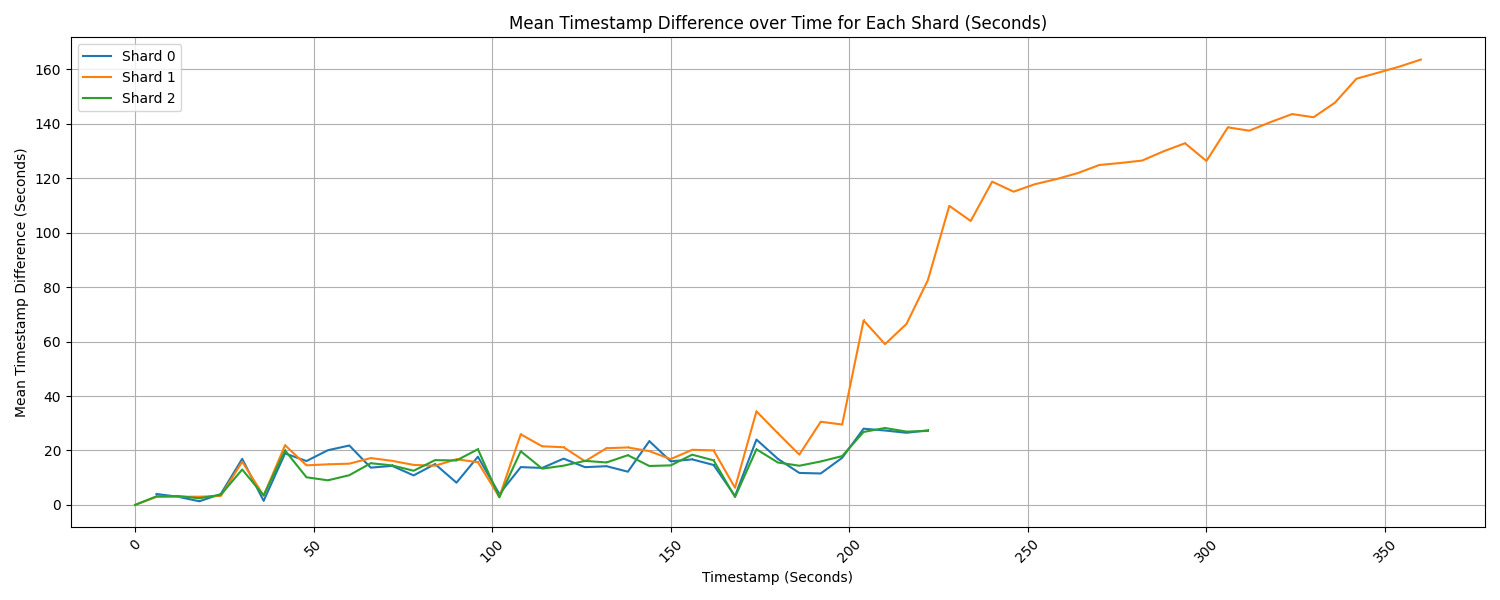 Mean Timestamp Difference over Time for Each Shard (Seconds)
Shard 0
Shard 1
Shard 2
Mean Timestamp Difference (Seconds)
160
140
120
100
80
60
40
20
0
0
50
100
150
200
250
300
350
Timestamp (Seconds)